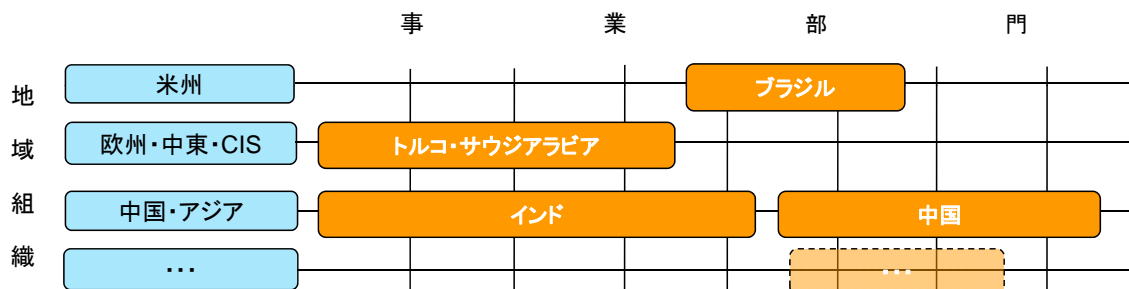 事業部門
地域組織
米州
ブラジル
欧州・中東・CIS
トルコ・サウジアラビア
中国・アジア
インド
中国
・・・
・・・